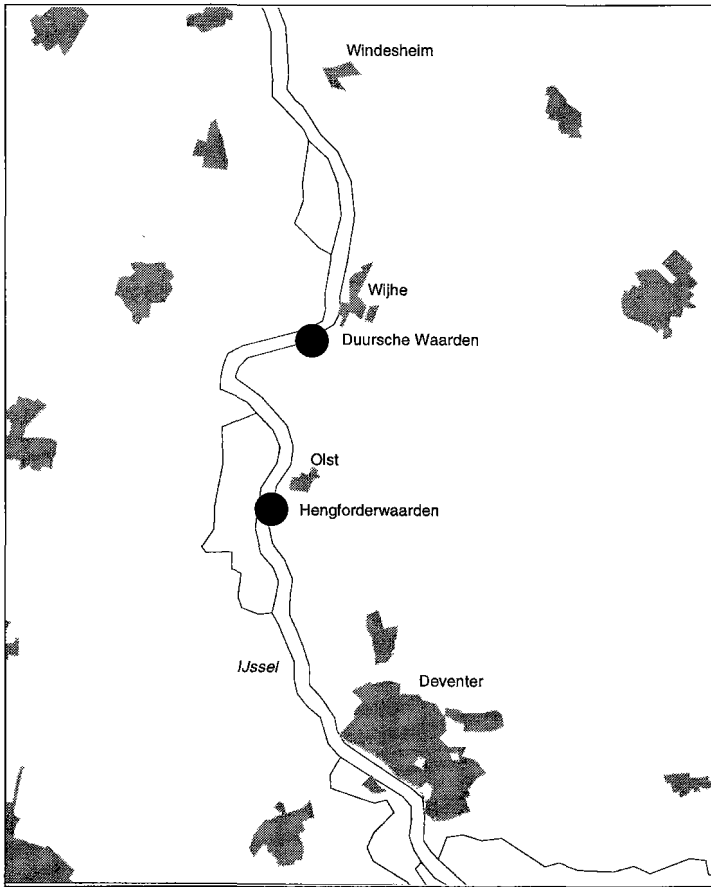 Windesheim
Wijhe
Duursche Waarden
Olst
Hengforderwaarden
IJssel
Deventer